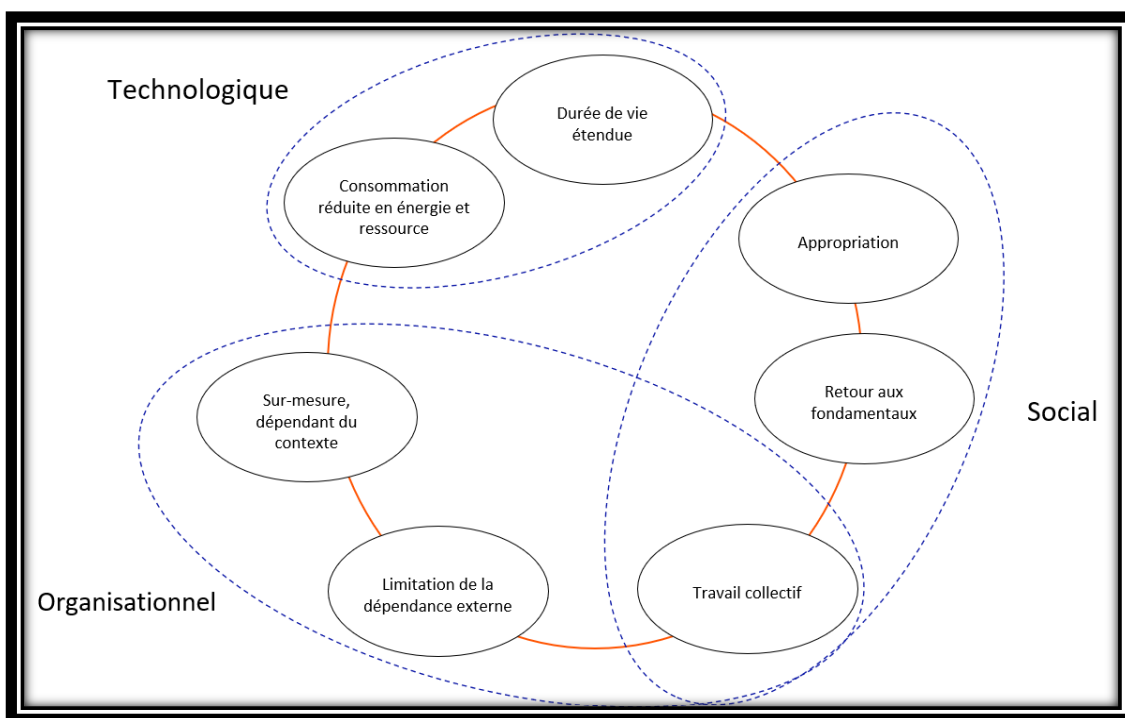 Technologique
Durée de vie
étendue
Consommation
réduite en énergie et
ressource
Appropriation
Sur-mesure,
dépendant du
contexte
Retour aux
fondamentaux
Social
Limitation de la
dépendance externe
Travail collectif
Organisationnel